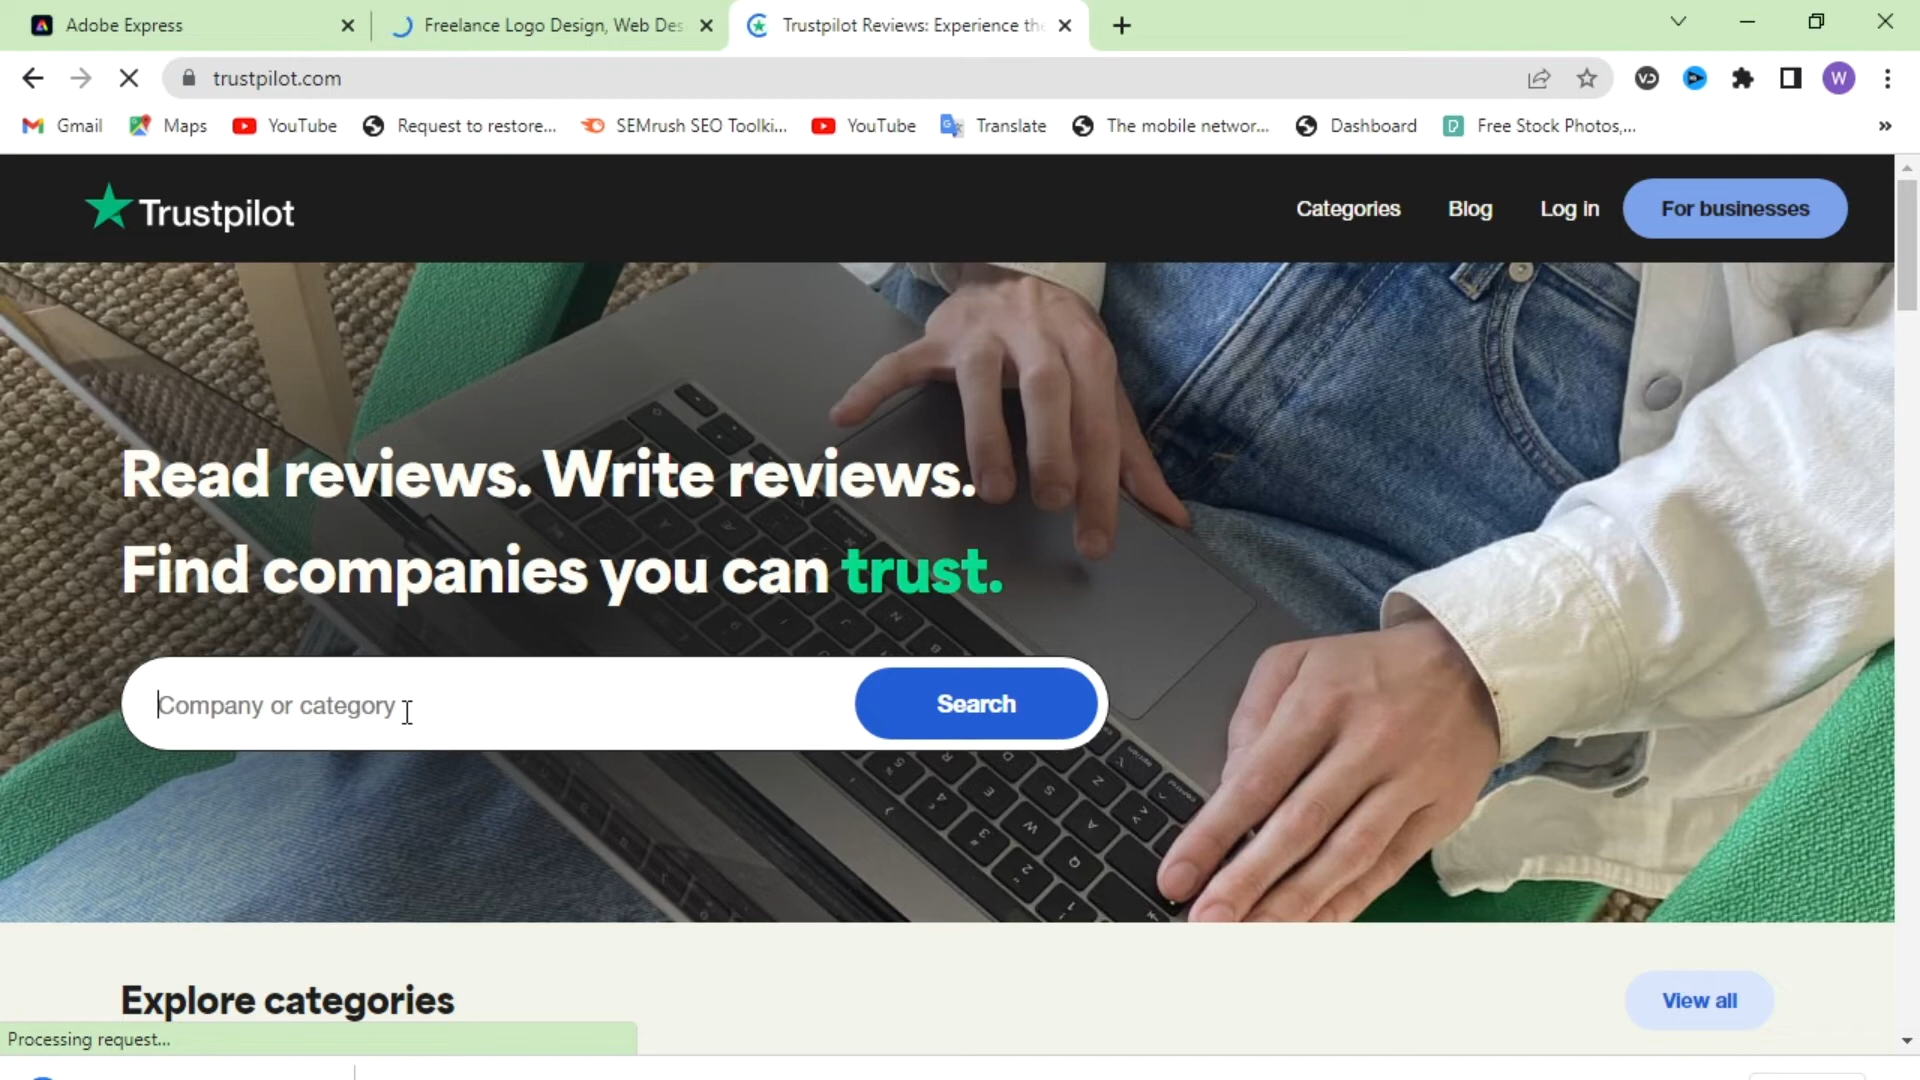 Adobe Express
Freelance Logo Design, Web Des
Trustpilot Reviews: Experience the
trustpilot.com
W
Gmail
Maps
YouTube
Request to restore...
SEMrush SEO Toolki...
YouTube
Translate
The mobile networ...
Dashboard
Free Stock Photos,...
»
Trustpilot
Categories
Blog
Log in
For businesses
Read reviews. Write reviews.
Find companies you can trust.
Company or category
Search
Explore categories
View all
Processing request...